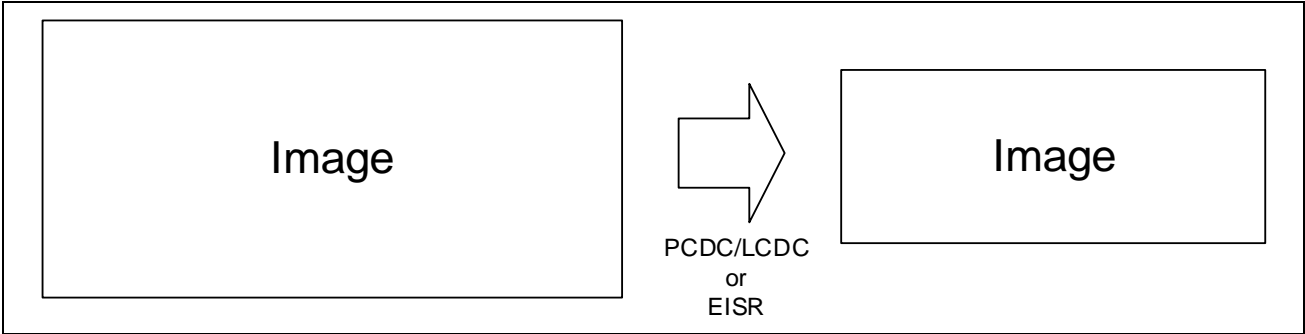 Image
PCDC/LCDC
or
EISR
Image